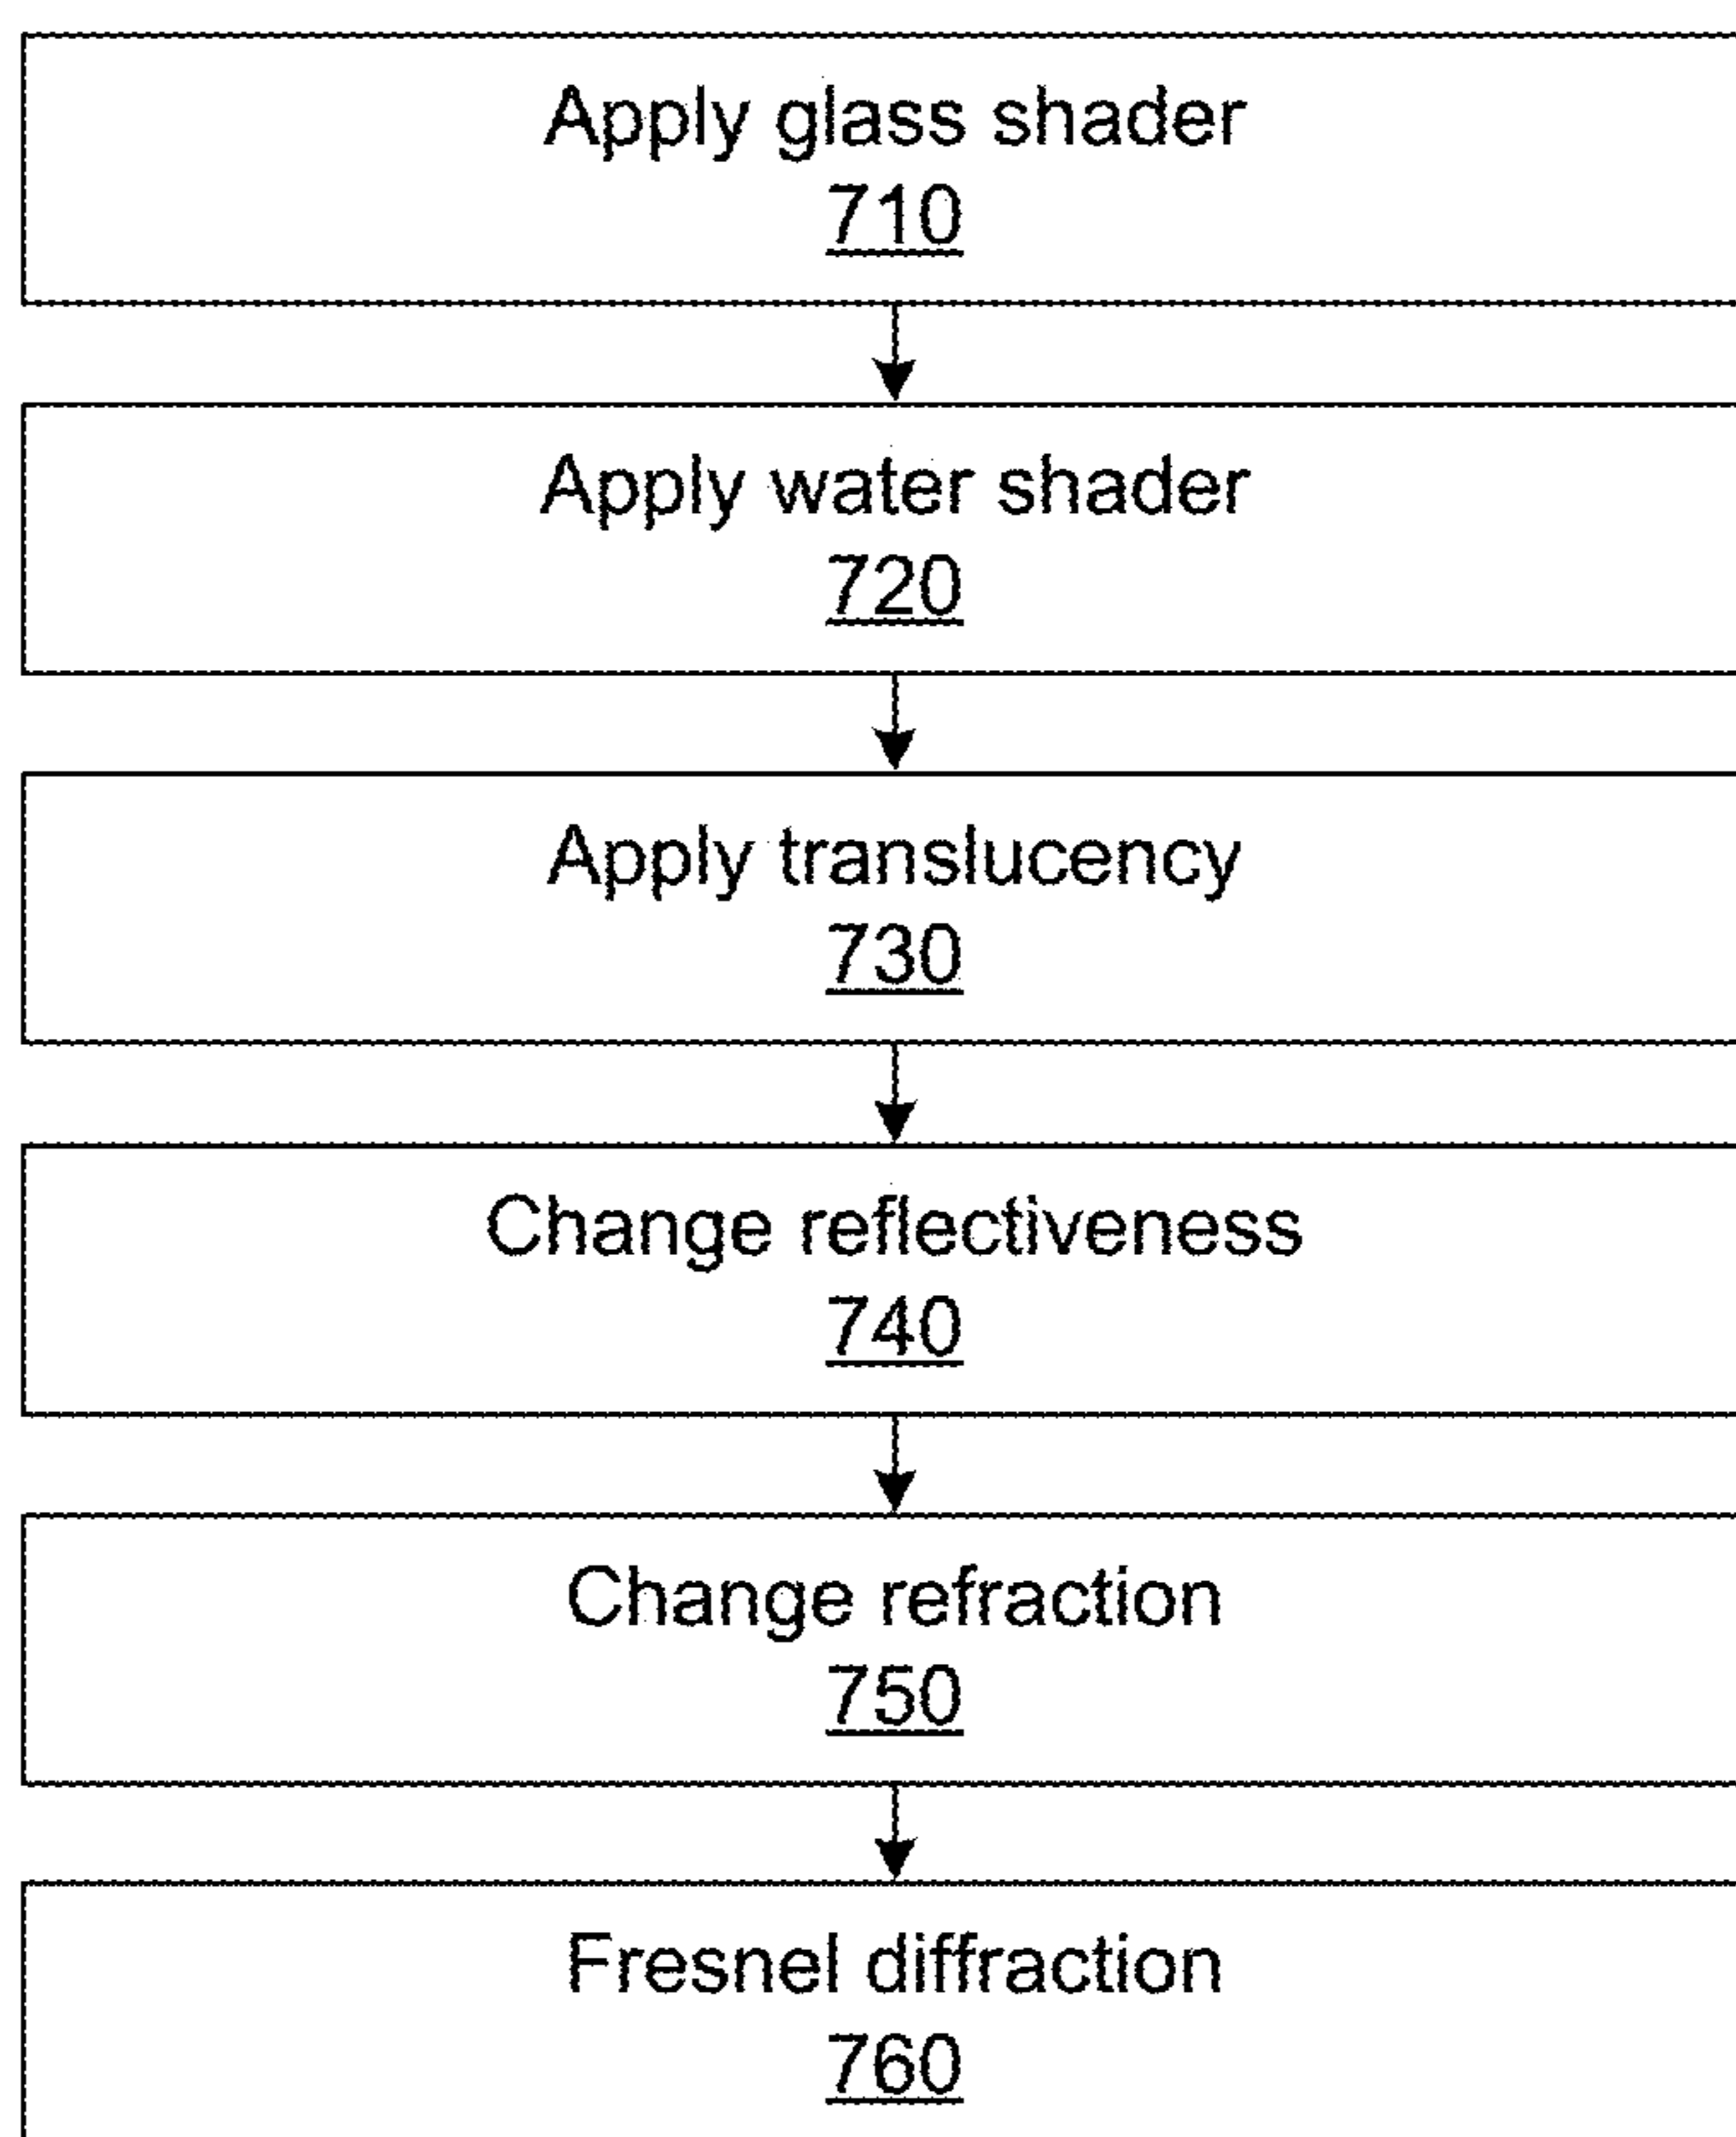 Apply glass shader
710
Apply water shader
720
Apply translucency
730
Change reflectiveness
740
Change refraction
750
Fresnel diffraction
760